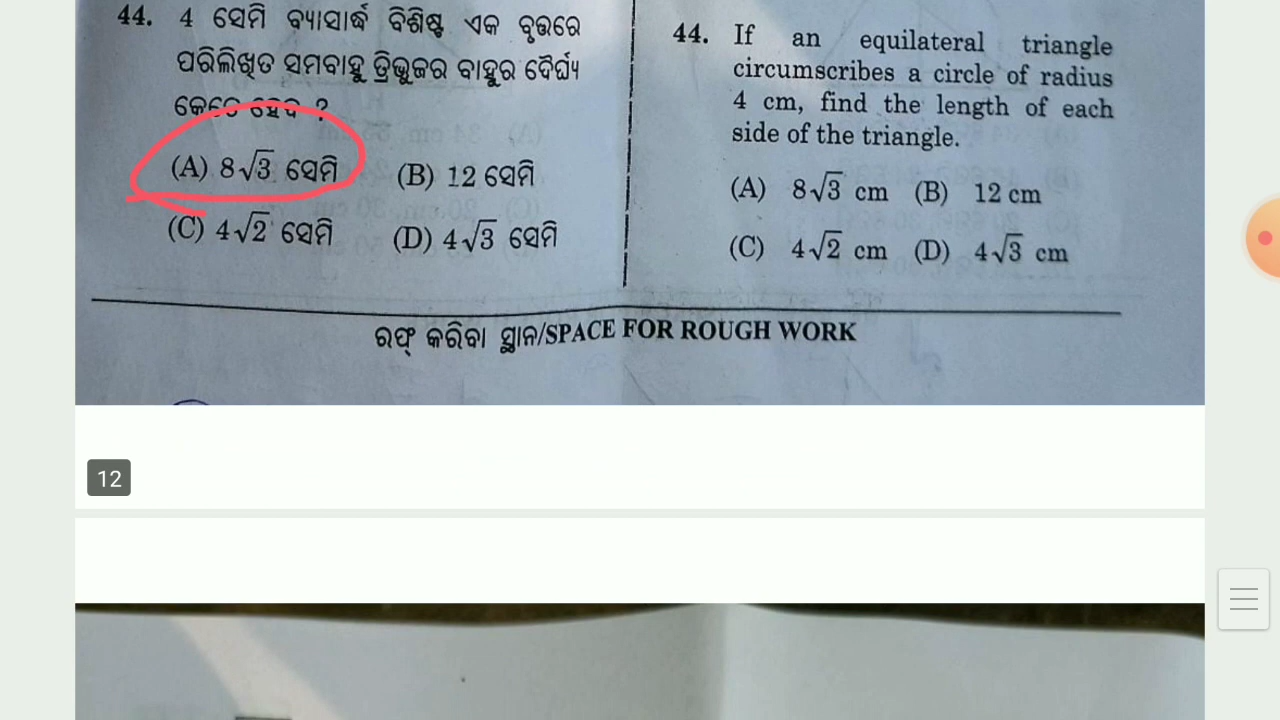 44. 4 ସେମି ବ୍ୟାସାର୍ଦ୍ଧ ବିଶିଷ୍ଟ ଏକ ବୃତ୍ତରେ
ପରିଲିଖିତ ସମବାହୁ ତ୍ରିଭୁଜର ବାହୁର ଦୈର୍ଘ୍ୟ
କେତେ ହେବ ?
(A) 8√3 ସେମି (B) 12 ସେମି
(C) 4√2 ସେମି (D) 4√3 ସେମି
44. If an equilateral triangle
circumscribes a circle of radius
4 cm, find the length of each
side of the triangle.
(A) 8√3 cm (B) 12 cm
(C) 4√2 cm (D) 4√3 cm
ରଫ୍ କରିବା ସ୍ଥାନ/SPACE FOR ROUGH WORK
12